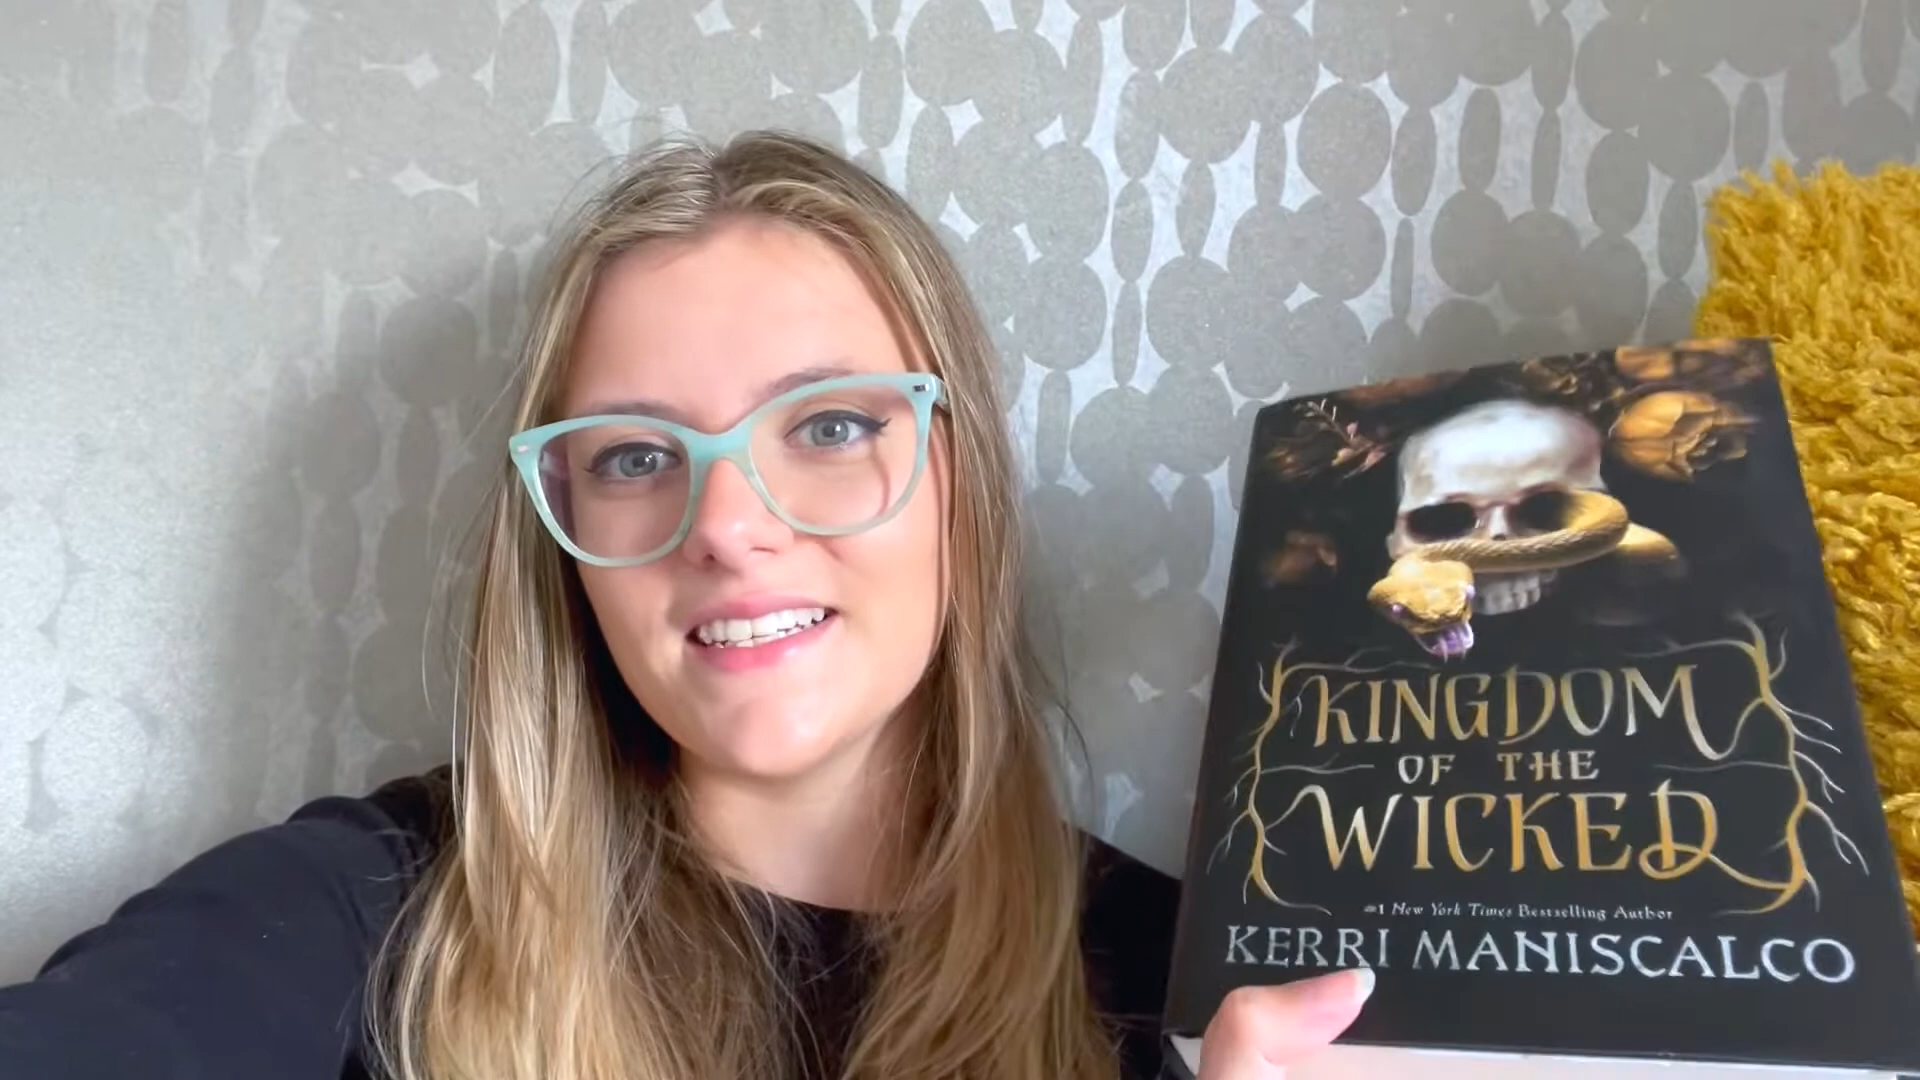 KINGDOM
OF THE
WICKED
#1 New York Times Bestselling Author
KERRI MANISCALCO